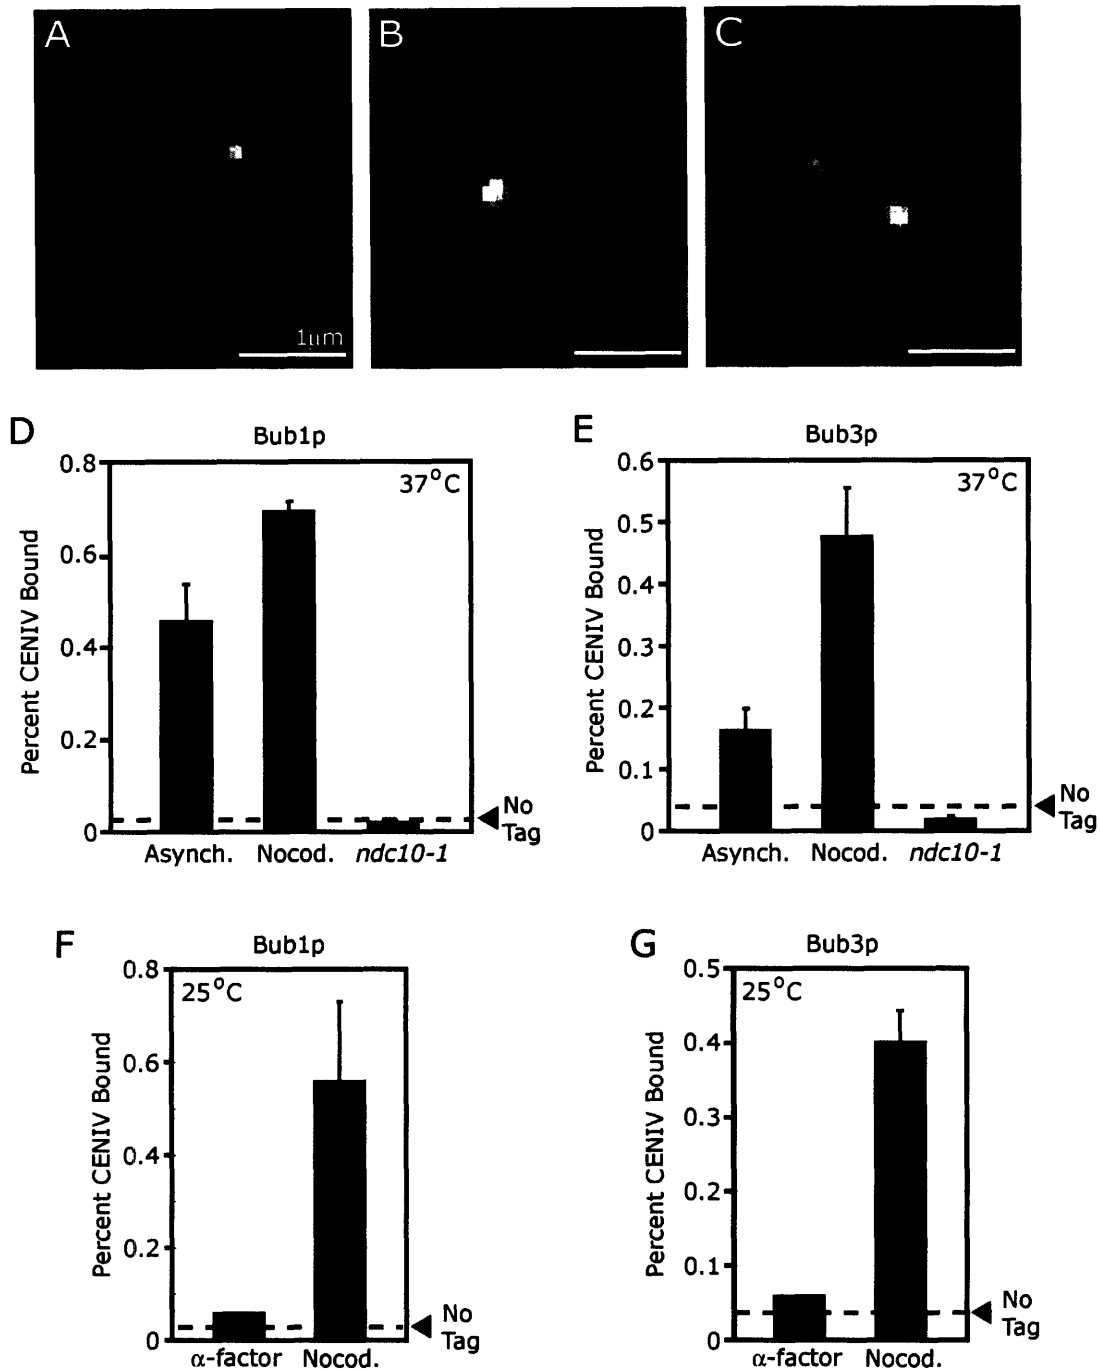 A
B
C
1μm
D
Bub1p
37°C
Percent CENIV Bound
0.8
0.6
0.4
0.2
0
No
Tag
Asynch. Nocod. ndc10-1
E
Bub3p
37°C
Percent CENIV Bound
0.6
0.5
0.4
0.3
0.2
0.1
0
No
Tag
Asynch. Nocod. ndc10-1
F
Bub1p
25°C
Percent CENIV Bound
0.8
0.6
0.4
0.2
0
No
Tag
α-factor Nocod.
G
Bub3p
25°C
Percent CENIV Bound
0.5
0.4
0.3
0.2
0.1
0
No
Tag
α-factor Nocod.